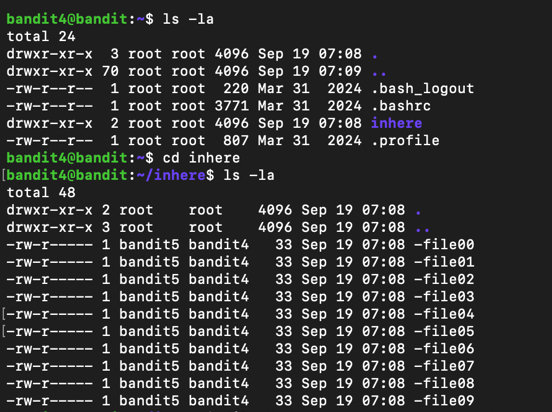 bandit4@bandit:~$ ls -la
total 24
drwxr-xr-x  3 root root 4096 Sep 19 07:08 .
drwxr-xr-x 70 root root 4096 Sep 19 07:09 ..
-rw-r--r--  1 root root  220 Mar 31  2024 .bash_logout
-rw-r--r--  1 root root 3771 Mar 31  2024 .bashrc
drwxr-xr-x  2 root root 4096 Sep 19 07:08 inhere
-rw-r--r--  1 root root  807 Mar 31  2024 .profile
bandit4@bandit:~$ cd inhere
[bandit4@bandit:~/inhere$ ls -la
total 48
drwxr-xr-x 2 root    root    4096 Sep 19 07:08 .
drwxr-xr-x 3 root    root    4096 Sep 19 07:08 ..
-rw-r----- 1 bandit5 bandit4   33 Sep 19 07:08 -file00
-rw-r----- 1 bandit5 bandit4   33 Sep 19 07:08 -file01
-rw-r----- 1 bandit5 bandit4   33 Sep 19 07:08 -file02
-rw-r----- 1 bandit5 bandit4   33 Sep 19 07:08 -file03
[-rw-r----- 1 bandit5 bandit4   33 Sep 19 07:08 -file04
[-rw-r----- 1 bandit5 bandit4   33 Sep 19 07:08 -file05
-rw-r----- 1 bandit5 bandit4   33 Sep 19 07:08 -file06
-rw-r----- 1 bandit5 bandit4   33 Sep 19 07:08 -file07
-rw-r----- 1 bandit5 bandit4   33 Sep 19 07:08 -file08
-rw-r----- 1 bandit5 bandit4   33 Sep 19 07:08 -file09